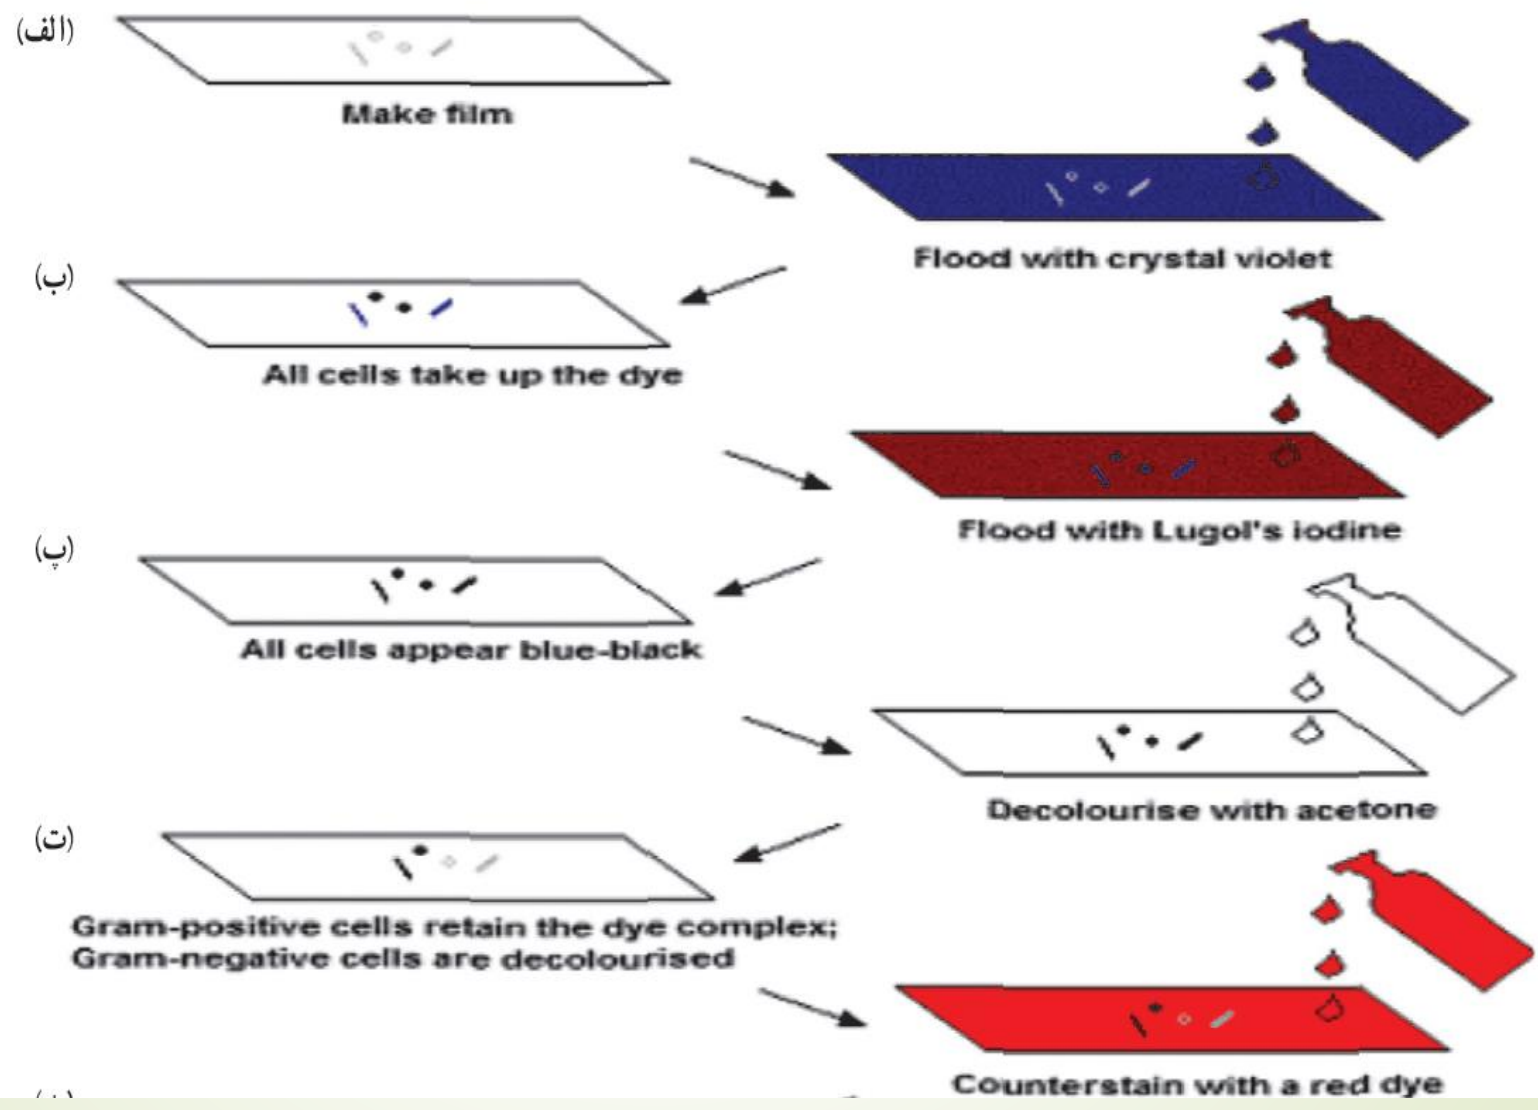 (الف)
Make film
Flood with crystal violet
(ب)
All cells take up the dye
Flood with Lugol's iodine
(پ)
All cells appear blue-black
Decolourise with acetone
(ت)
Gram-positive cells retain the dye complex;
Gram-negative cells are decolourised
Counterstain with a red dye